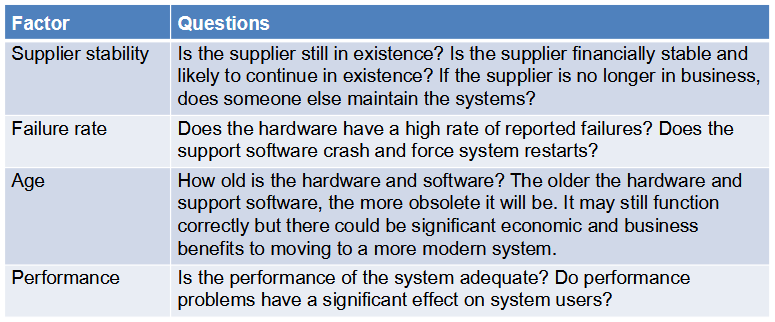 Factor Questions
Supplier stability Is the supplier still in existence? Is the supplier financially stable and
likely to continue in existence? If the supplier is no longer in business,
does someone else maintain the systems?
Failure rate Does the hardware have a high rate of reported failures? Does the
support software crash and force system restarts?
Age How old is the hardware and software? The older the hardware and
support software, the more obsolete it will be. It may still function
correctly but there could be significant economic and business
benefits to moving to a more modern system.
Performance Is the performance of the system adequate? Do performance
problems have a significant effect on system users?